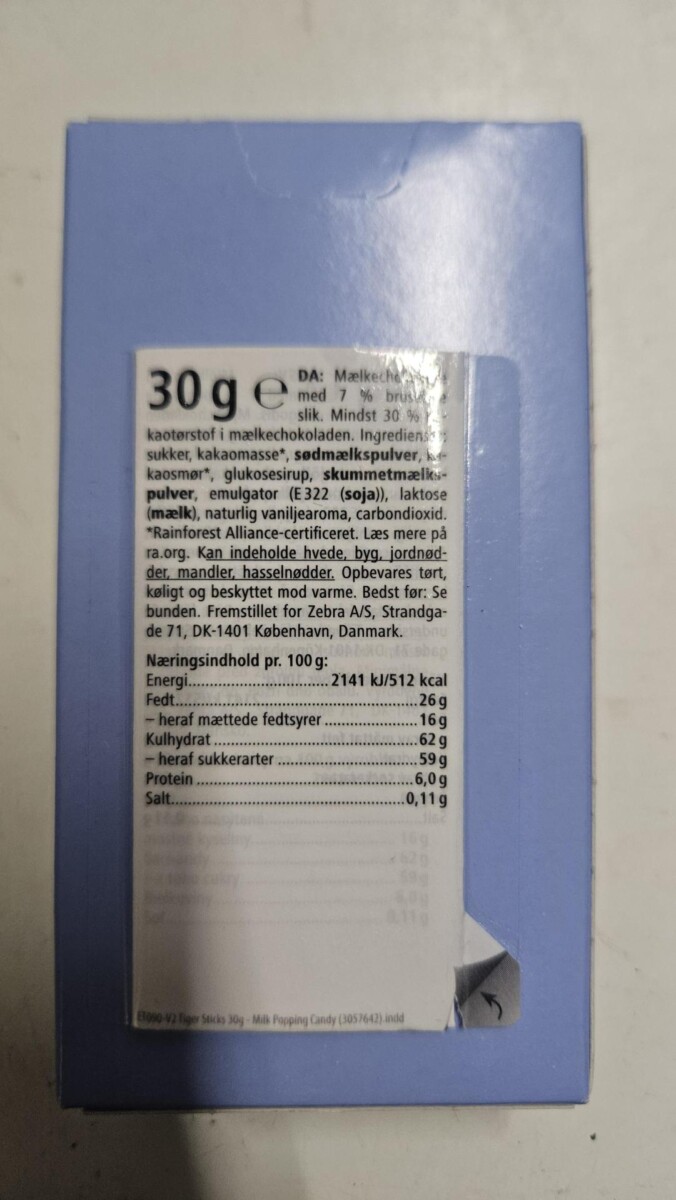 30 g e
DA:
med 7 %
slik. Mindst 30 %
kaotørstof i mælkechokoladen.
sukker, kakaomasse*, sødmælkspulver,
kaosmør*, glukosesirup, skummetmælks-
pulver, emulgator (E 322 (soja)), laktose
(mælk), naturlig vaniljearoma, carbondioxid.
*Rainforest Alliance-certificeret. Læs mere på
ra.org. Kan indeholde hvede, byg, jordnød-
der, mandler, hasselnødder. Opbevares tørt,
køligt og beskyttet mod varme. Bedst før: Se
bunden. Fremstillet for Zebra A/S, Strandga-
de 71, DK-1401 København, Danmark.
Næringsindhold pr. 100 g:
Energi.............................. 2141 kJ/512 kcal
Fedt................................................... 26 g
– heraf mættede fedtsyrer .................. 16 g
Kulhydrat .......................................... 62 g
– heraf sukkerarter ............................. 59 g
Protein ............................................. 6,0 g
Salt................................................... 0,11 g
Tiger Sticks 30g - Milk Popping Candy (3057642).indd